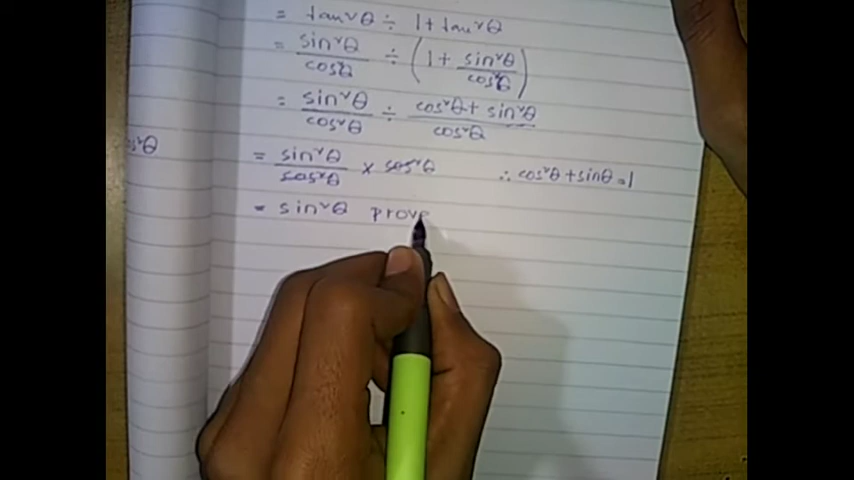 = tan²θ ÷ 1 + tan²θ
= sin²θ/cos²θ ÷ (1 + sin²θ/cos²θ)
= sin²θ/cos²θ ÷ cos²θ + sin²θ/cos²θ
s²θ
= sin²θ/cos²θ × cos²θ ∴ cos²θ + sinθ = 1
= sin²θ prove